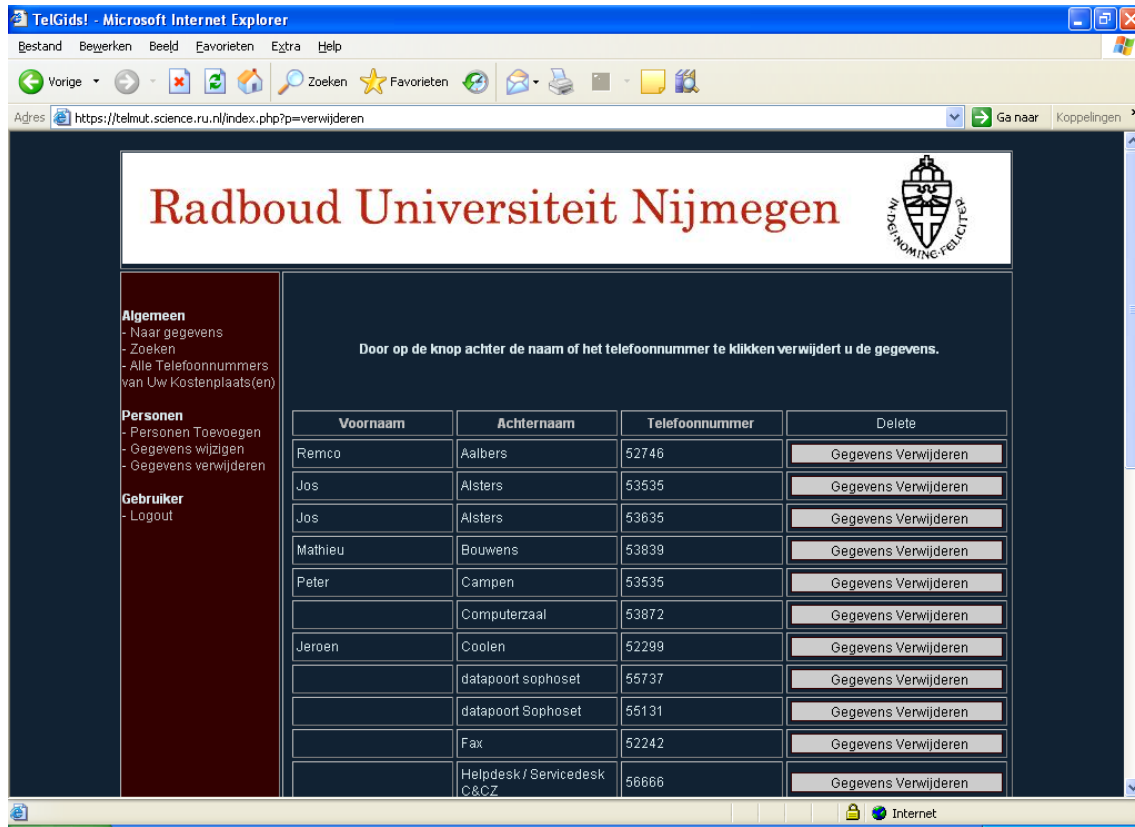 TelGids! - Microsoft Internet Explorer
Bestand Bewerken Beeld Favorieten Extra Help
Vorige Zoeken Favorieten
Adres https://telmut.science.ru.nl/index.php?p=verwijderen Ga naar Koppelingen
Radboud Universiteit Nijmegen
IN·DEI·NOMINE·FELICITER
Algemeen
- Naar gegevens
- Zoeken
- Alle Telefoonnummers
van Uw Kostenplaats(en)
Personen
- Personen Toevoegen
- Gegevens wijzigen
- Gegevens verwijderen
Gebruiker
- Logout
Door op de knop achter de naam of het telefoonnummer te klikken verwijdert u de gegevens.
Voornaam Achternaam Telefoonnummer Delete
Remco Aalbers 52746 Gegevens Verwijderen
Jos Alsters 53535 Gegevens Verwijderen
Jos Alsters 53635 Gegevens Verwijderen
Mathieu Bouwens 53839 Gegevens Verwijderen
Peter Campen 53535 Gegevens Verwijderen
Computerzaal 53872 Gegevens Verwijderen
Jeroen Coolen 52299 Gegevens Verwijderen
datapoort sophoset 55737 Gegevens Verwijderen
datapoort Sophoset 55131 Gegevens Verwijderen
Fax 52242 Gegevens Verwijderen
Helpdesk / Servicedesk
C&CZ 56666 Gegevens Verwijderen
Internet